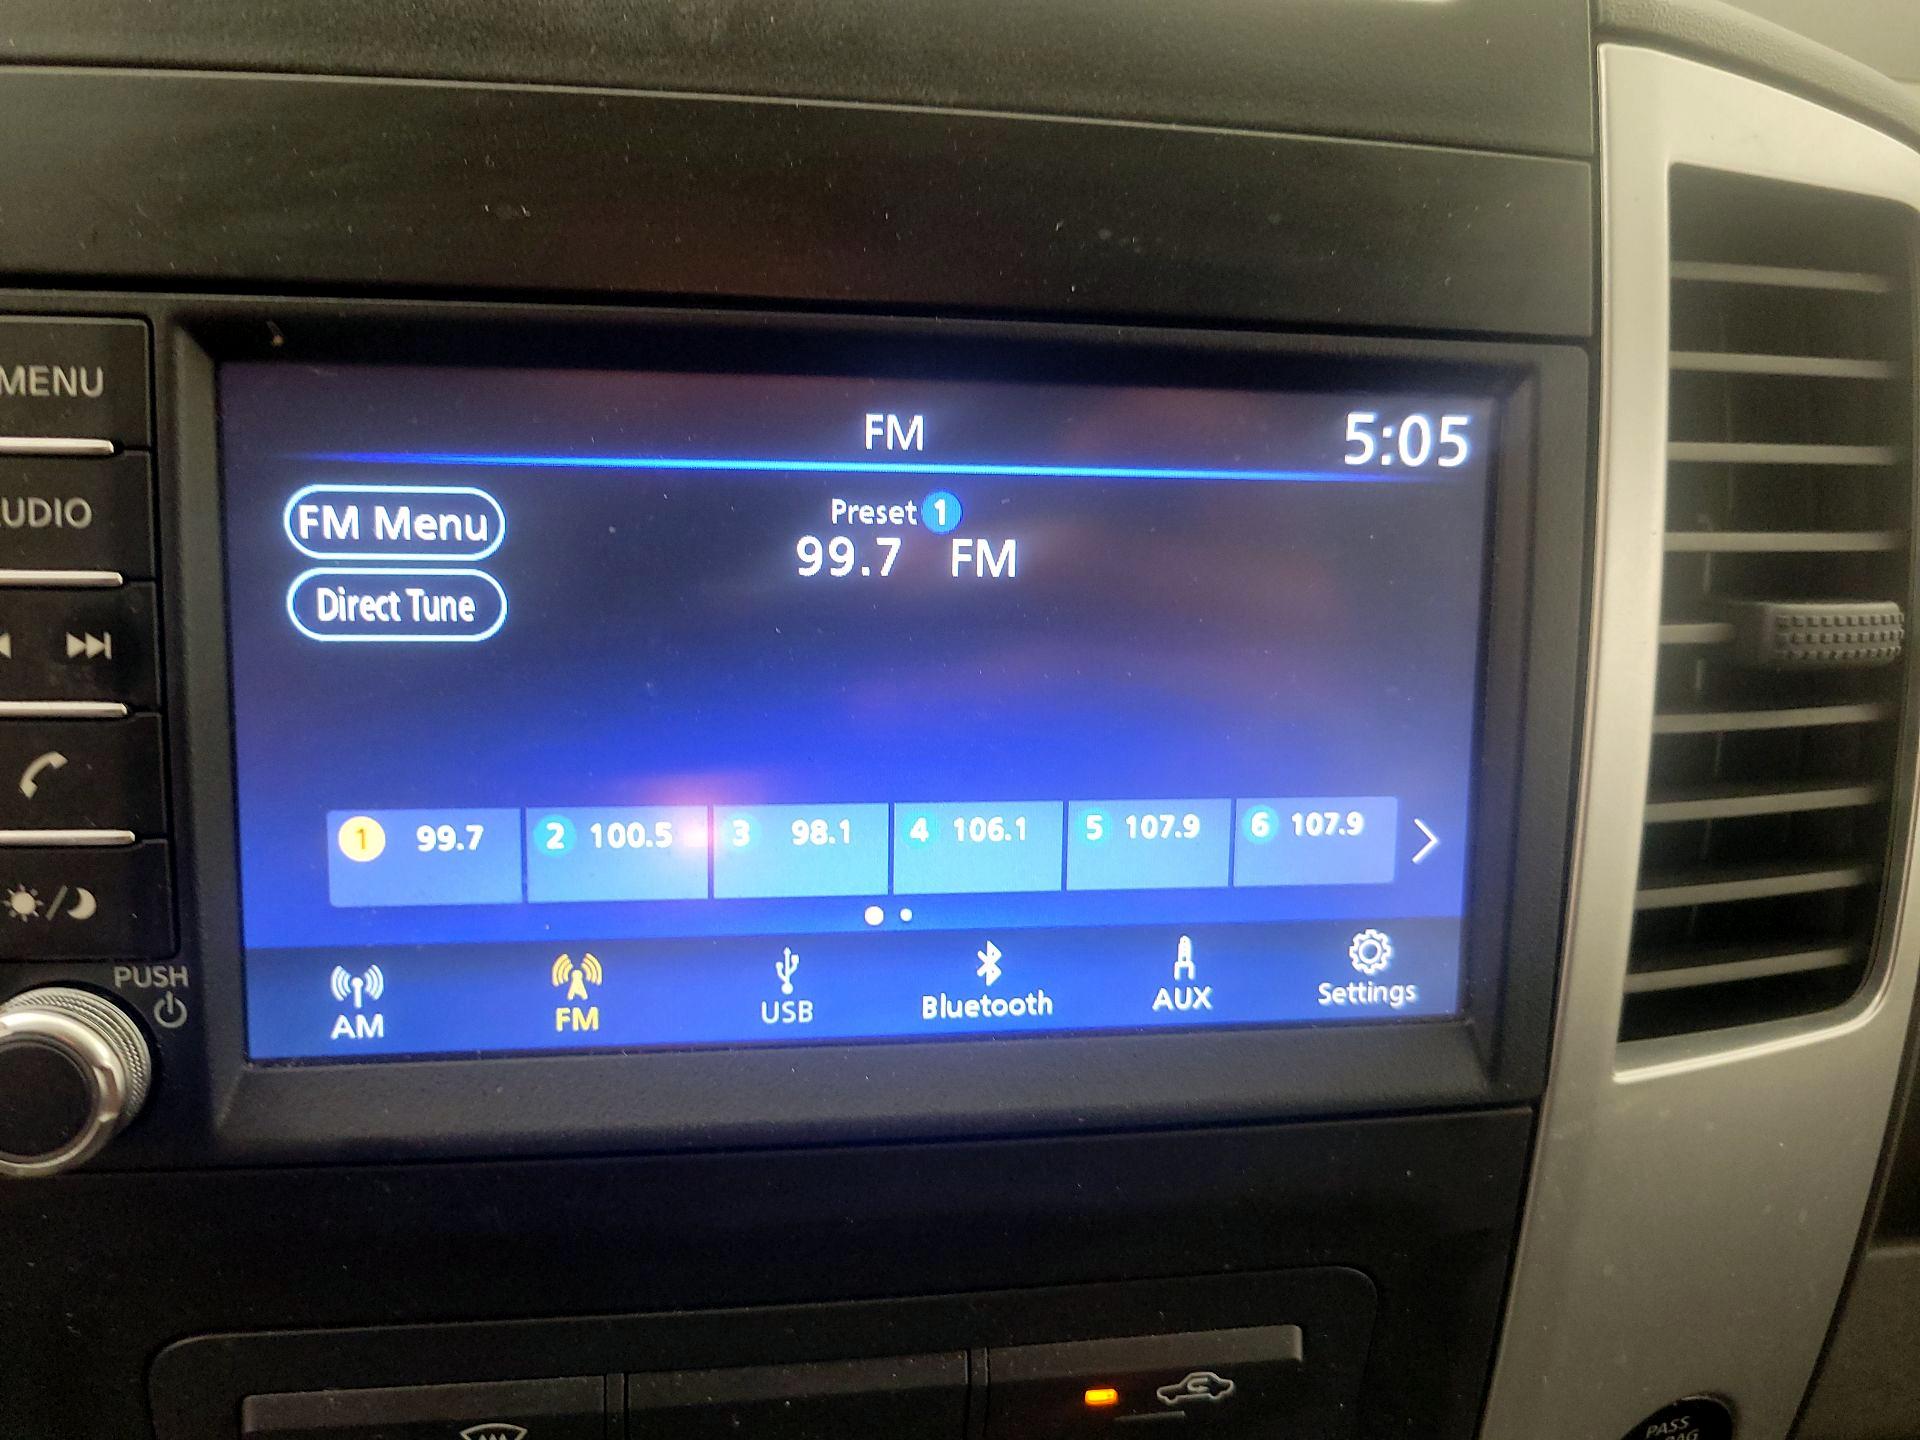 MENU
UDIO
PUSH
FM
5:05
FM Menu
Direct Tune
Preset 1
99.7 FM
1 99.7
2 100.5
3 98.1
4 106.1
5 107.9
6 107.9
AM
FM
USB
Bluetooth
AUX
Settings
PASS